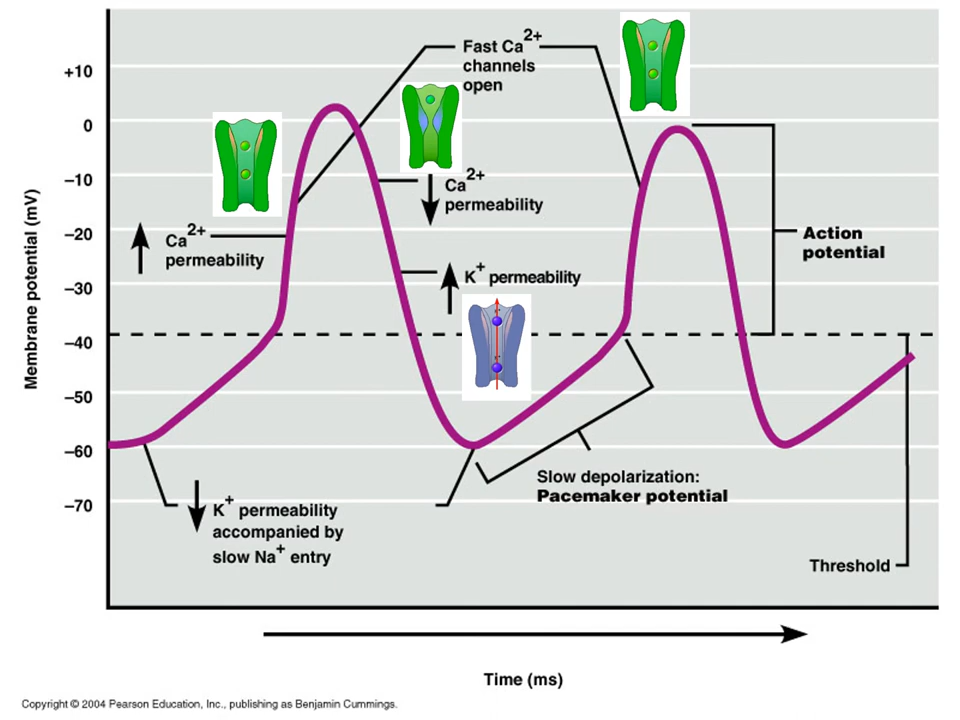 Fast Ca2+
channels
open
+10
0
–10
–20
–30
–40
–50
–60
–70
Membrane potential (mV)
Ca2+
permeability
Ca2+
permeability
K+ permeability
Action
potential
Slow depolarization:
Pacemaker potential
K+ permeability
accompanied by
slow Na+ entry
Threshold
Time (ms)
Copyright © 2004 Pearson Education, Inc., publishing as Benjamin Cummings.